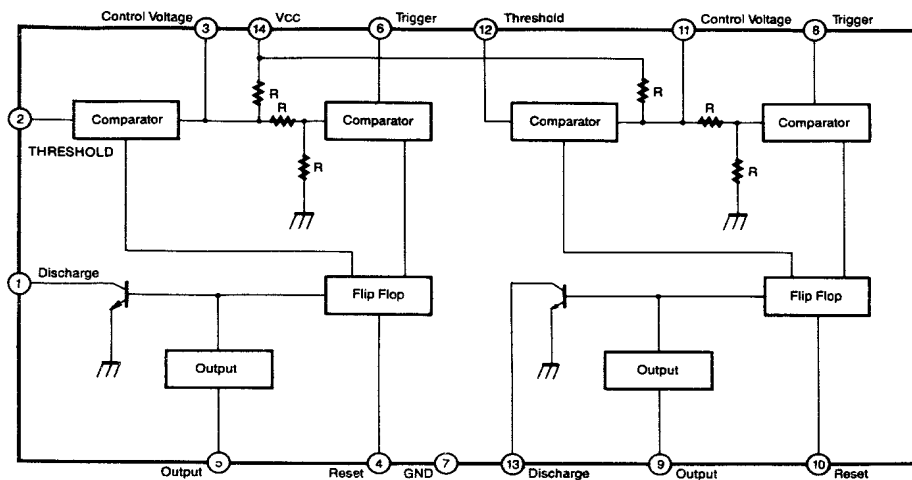 Control Voltage VCC Trigger Threshold Control Voltage Trigger
3 14 6 12 11 8
R R
R R
2 Comparator Comparator Comparator Comparator
THRESHOLD
R R
1 Discharge
Flip Flop Flip Flop
Output Output
Output 5 Reset 4 GND 7 13 Discharge 9 Output 10 Reset